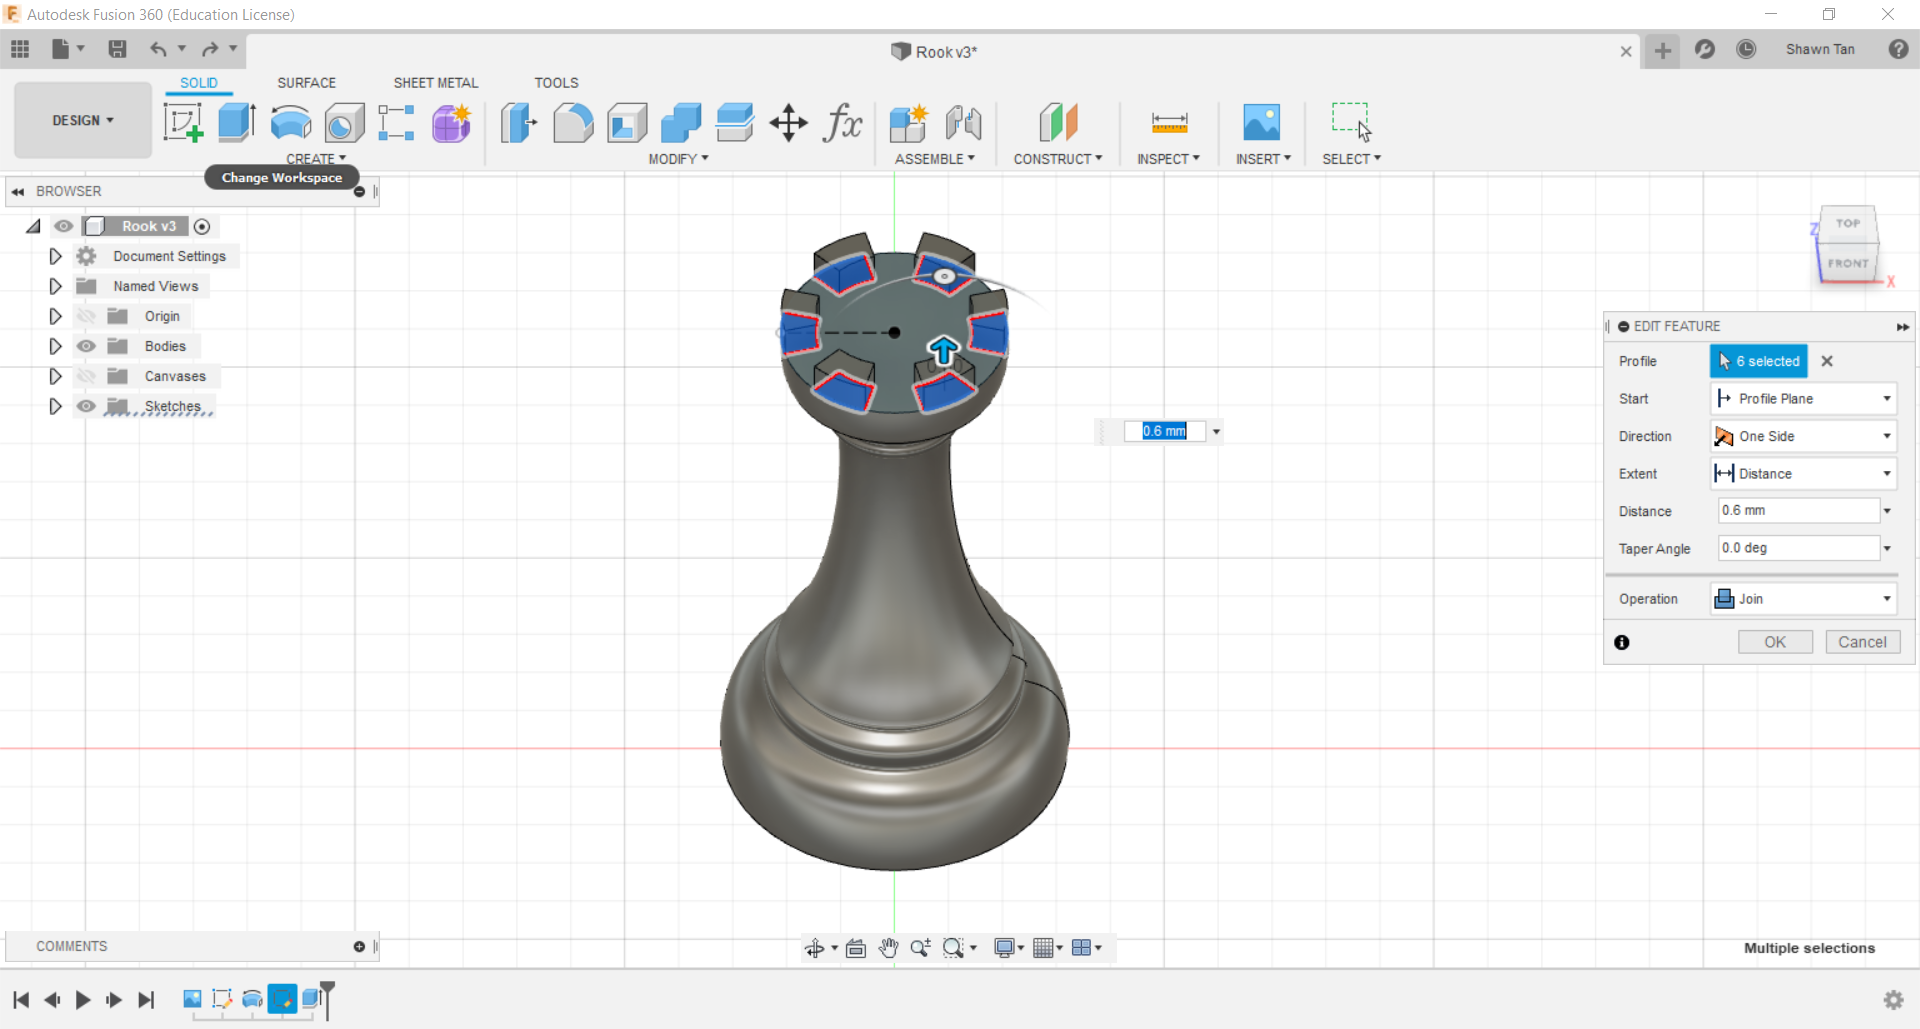 Autodesk Fusion 360 (Education License)
Rook v3*
Shawn Tan
SOLID SURFACE SHEET METAL TOOLS
DESIGN
CREATE MODIFY ASSEMBLE CONSTRUCT INSPECT INSERT SELECT
Change Workspace
BROWSER
Rook v3
Document Settings
Named Views
Origin
Bodies
Canvases
Sketches
TOP
FRONT
Z
X
0.6 mm
EDIT FEATURE
Profile 6 selected
Start Profile Plane
Direction One Side
Extent Distance
Distance 0.6 mm
Taper Angle 0.0 deg
Operation Join
OK Cancel
COMMENTS
Multiple selections